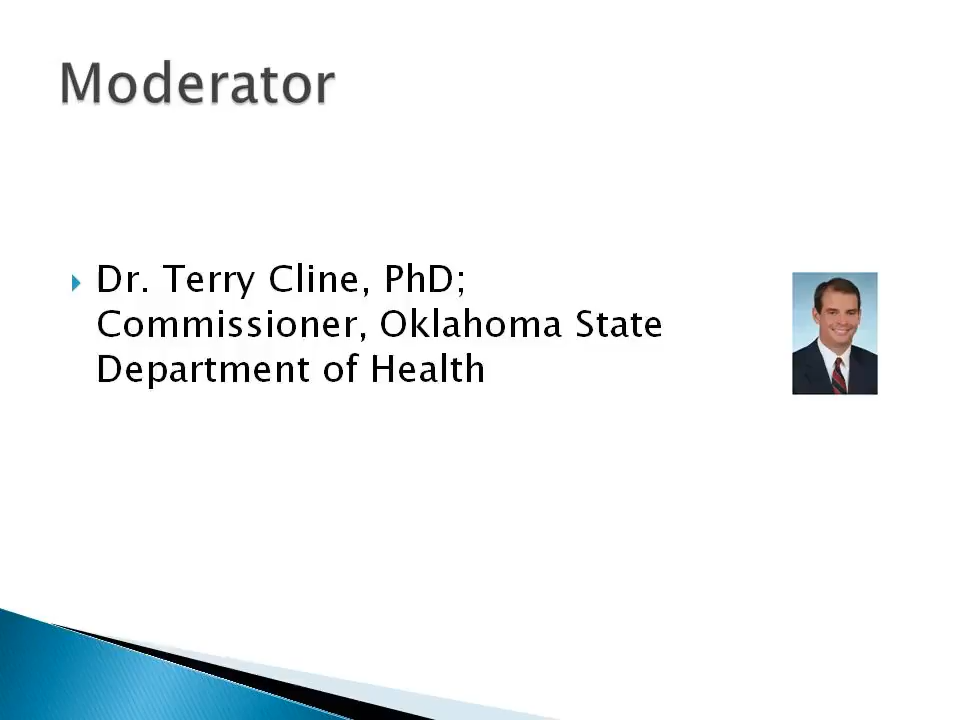 Moderator
Dr. Terry Cline, PhD;
Commissioner, Oklahoma State
Department of Health